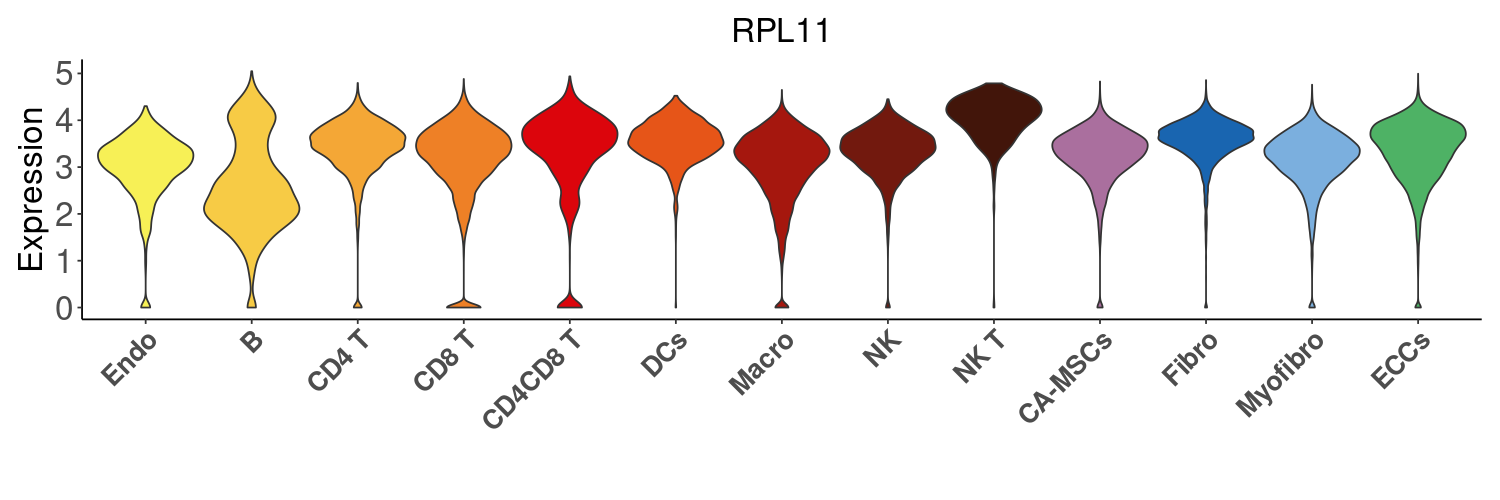 RPL11
Expression
5
4
3
2
1
0
Endo
B
CD4 T
CD8 T
CD4CD8 T
DCs
Macro
NK
NK T
CA-MSCs
Fibro
Myofibro
ECCs